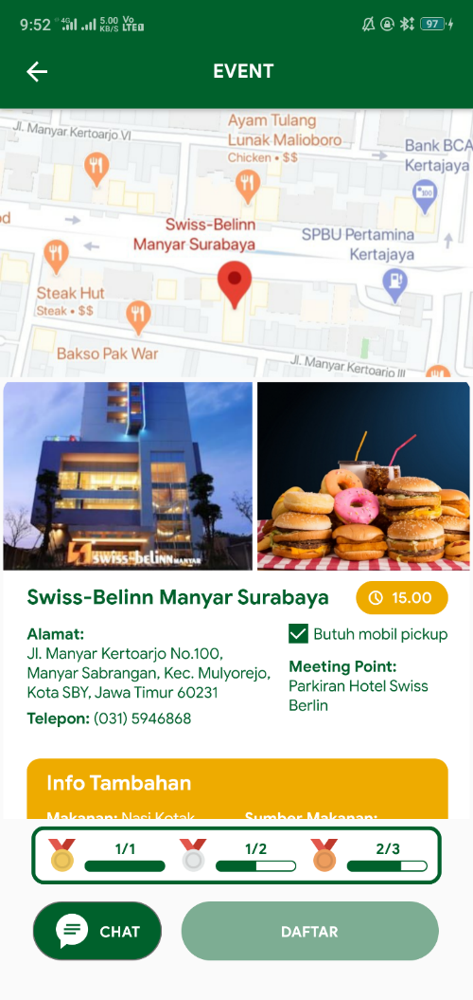 9:52 4G 5.00 KB/S Vo LTE 97
EVENT
Jl. Manyar Kertoarjo VI
Ayam Tulang
Lunak Malioboro
Chicken • $$
Bank BCA
Kertajaya
100
Swiss-Belinn
Manyar Surabaya
SPBU Pertamina
Kertajaya
Steak Hut
Steak • $$
Bakso Pak War
Jl. Manyar Kertoarjo III
swiss-belinn MANYAR
Swiss-Belinn Manyar Surabaya
15.00
Alamat:
Jl. Manyar Kertoarjo No.100,
Manyar Sabrangan, Kec. Mulyorejo,
Kota SBY, Jawa Timur 60231
Telepon: (031) 5946868
Butuh mobil pickup
Meeting Point:
Parkiran Hotel Swiss
Berlin
Info Tambahan
Makanan: Nasi Kotak
Sumber Makanan:
1/1
1/2
2/3
CHAT
DAFTAR